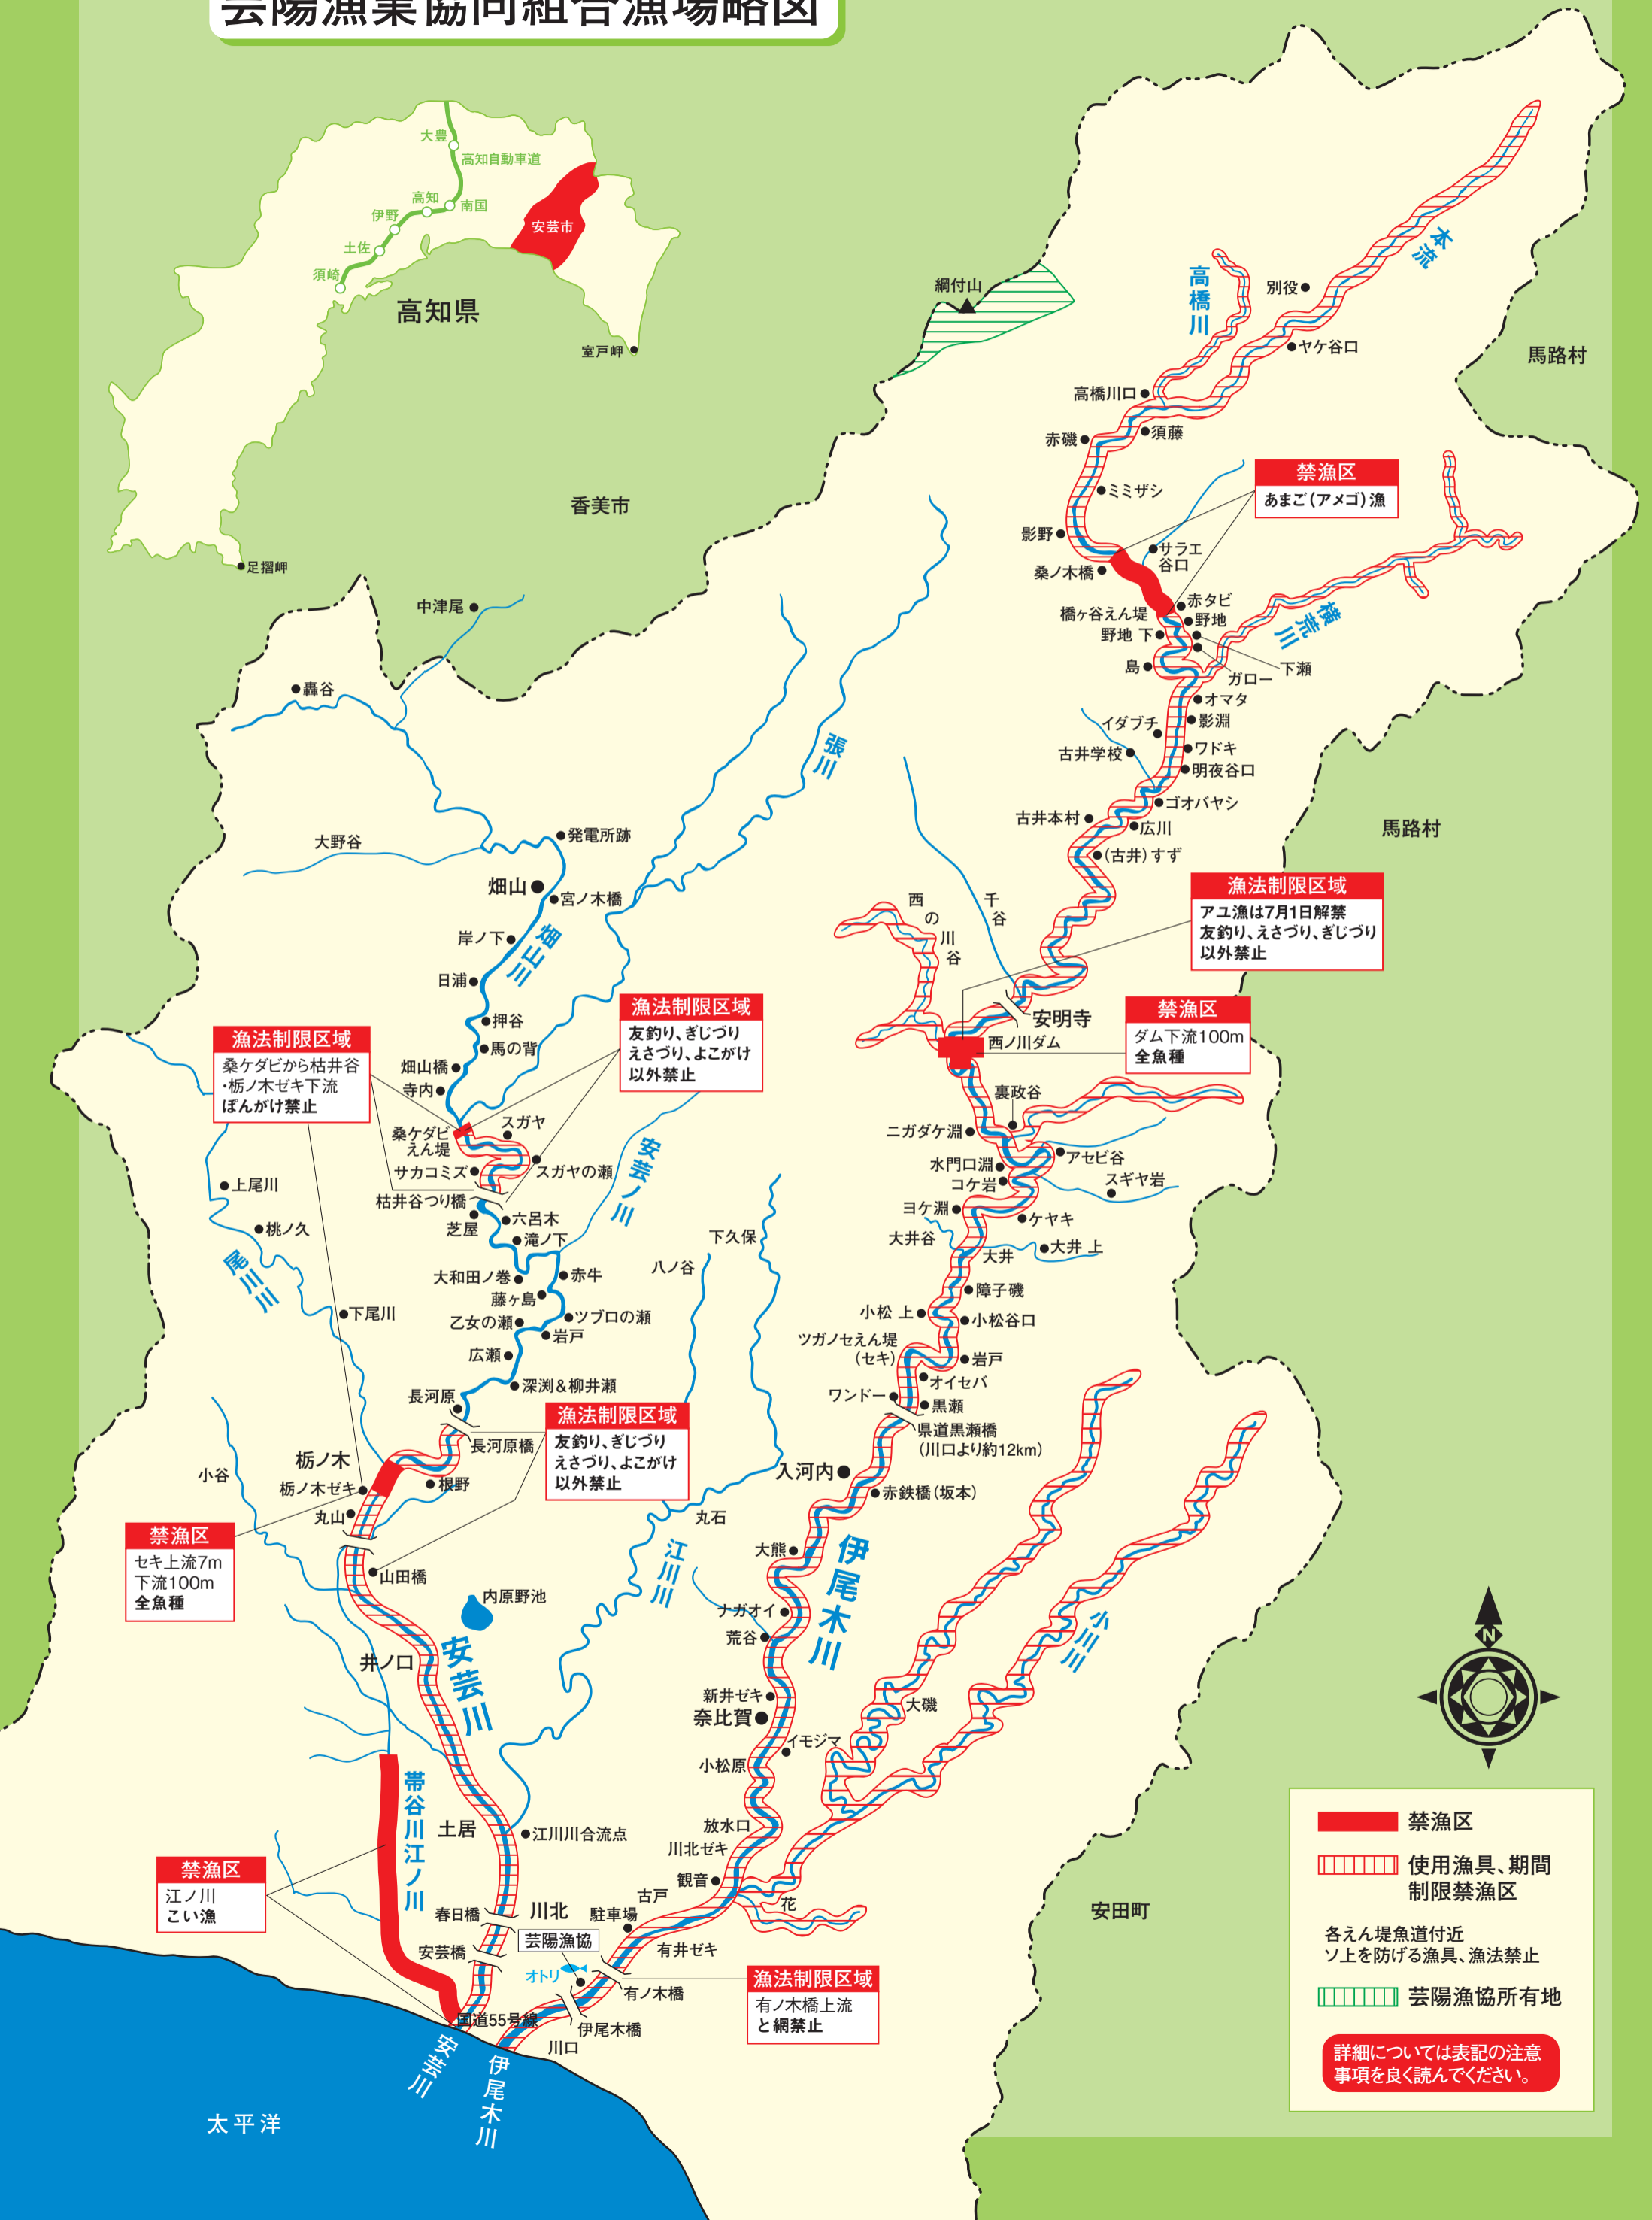 芸陽漁業協同組合漁場略図
大豊
高知自動車道
高知
南国
伊野
土佐
須崎
安芸市
高知県
室戸岬
足摺岬
香美市
綱付山
本流
高橋川
別役
ヤケ谷口
馬路村
高橋川口
須藤
赤磯
ミミザシ
禁漁区
あまご（アメゴ）漁
影野
サラエ
谷口
桑ノ木橋
赤タビ
橋ヶ谷えん堤
野地
野地 下
横荒川
島
下瀬
ガロー
オマタ
イダブチ
影淵
古井学校
ワドキ
明夜谷口
ゴオバヤシ
古井本村
広川
（古井）すず
馬路村
漁法制限区域
アユ漁は7月1日解禁
友釣り、えさづり、ぎじづり
以外禁止
西の川谷
千谷
安明寺
西ノ川ダム
禁漁区
ダム下流100m
全魚種
中津尾
轟谷
張川
大野谷
発電所跡
畑山
宮ノ木橋
岸ノ下
畑山川
日浦
押谷
馬の背
畑山橋
寺内
漁法制限区域
友釣り、ぎじづり
えさづり、よこがけ
以外禁止
漁法制限区域
桑ケダビから枯井谷
・栃ノ木ゼキ下流
ぽんがけ禁止
スガヤ
桑ケダビ
えん堤
サカコミズ
スガヤの瀬
安芸ノ川
枯井谷つり橋
芝屋
六呂木
滝ノ下
上尾川
桃ノ久
尾川川
下尾川
大和田ノ巻
赤牛
藤ヶ島
乙女の瀬
ツブロの瀬
岩戸
広瀬
深渕＆柳井瀬
長河原
長河原橋
漁法制限区域
友釣り、ぎじづり
えさづり、よこがけ
以外禁止
下久保
八ノ谷
裏政谷
ニガダケ淵
アセビ谷
水門口淵
コケ岩
スギヤ岩
ヨケ淵
ケヤキ
大井谷
大井
大井 上
障子磯
小松 上
小松谷口
ツガノセえん堤
（セキ）
岩戸
オイセバ
ワンドー
黒瀬
県道黒瀬橋
（川口より約12km）
入河内
赤鉄橋（坂本）
栃ノ木
小谷
栃ノ木ゼキ
根野
丸山
禁漁区
セキ上流7m
下流100m
全魚種
山田橋
丸石
江川川
大熊
伊尾木川
内原野池
ナガオイ
荒谷
小川川
井ノ口
安芸川
新井ゼキ
奈比賀
大磯
イモジマ
小松原
帯谷川江ノ川
土居
江川川合流点
放水口
川北ゼキ
観音
禁漁区
江ノ川
こい漁
古戸
花
春日橋
川北
駐車場
芸陽漁協
安芸橋
オトリ
有井ゼキ
有ノ木橋
漁法制限区域
有ノ木橋上流
と網禁止
国道55号線
伊尾木橋
川口
安芸川
伊尾木川
太平洋
安田町
N
禁漁区
使用漁具、期間
制限禁漁区
各えん堤魚道付近
ソ上を防げる漁具、漁法禁止
芸陽漁協所有地
詳細については表記の注意
事項を良く読んでください。